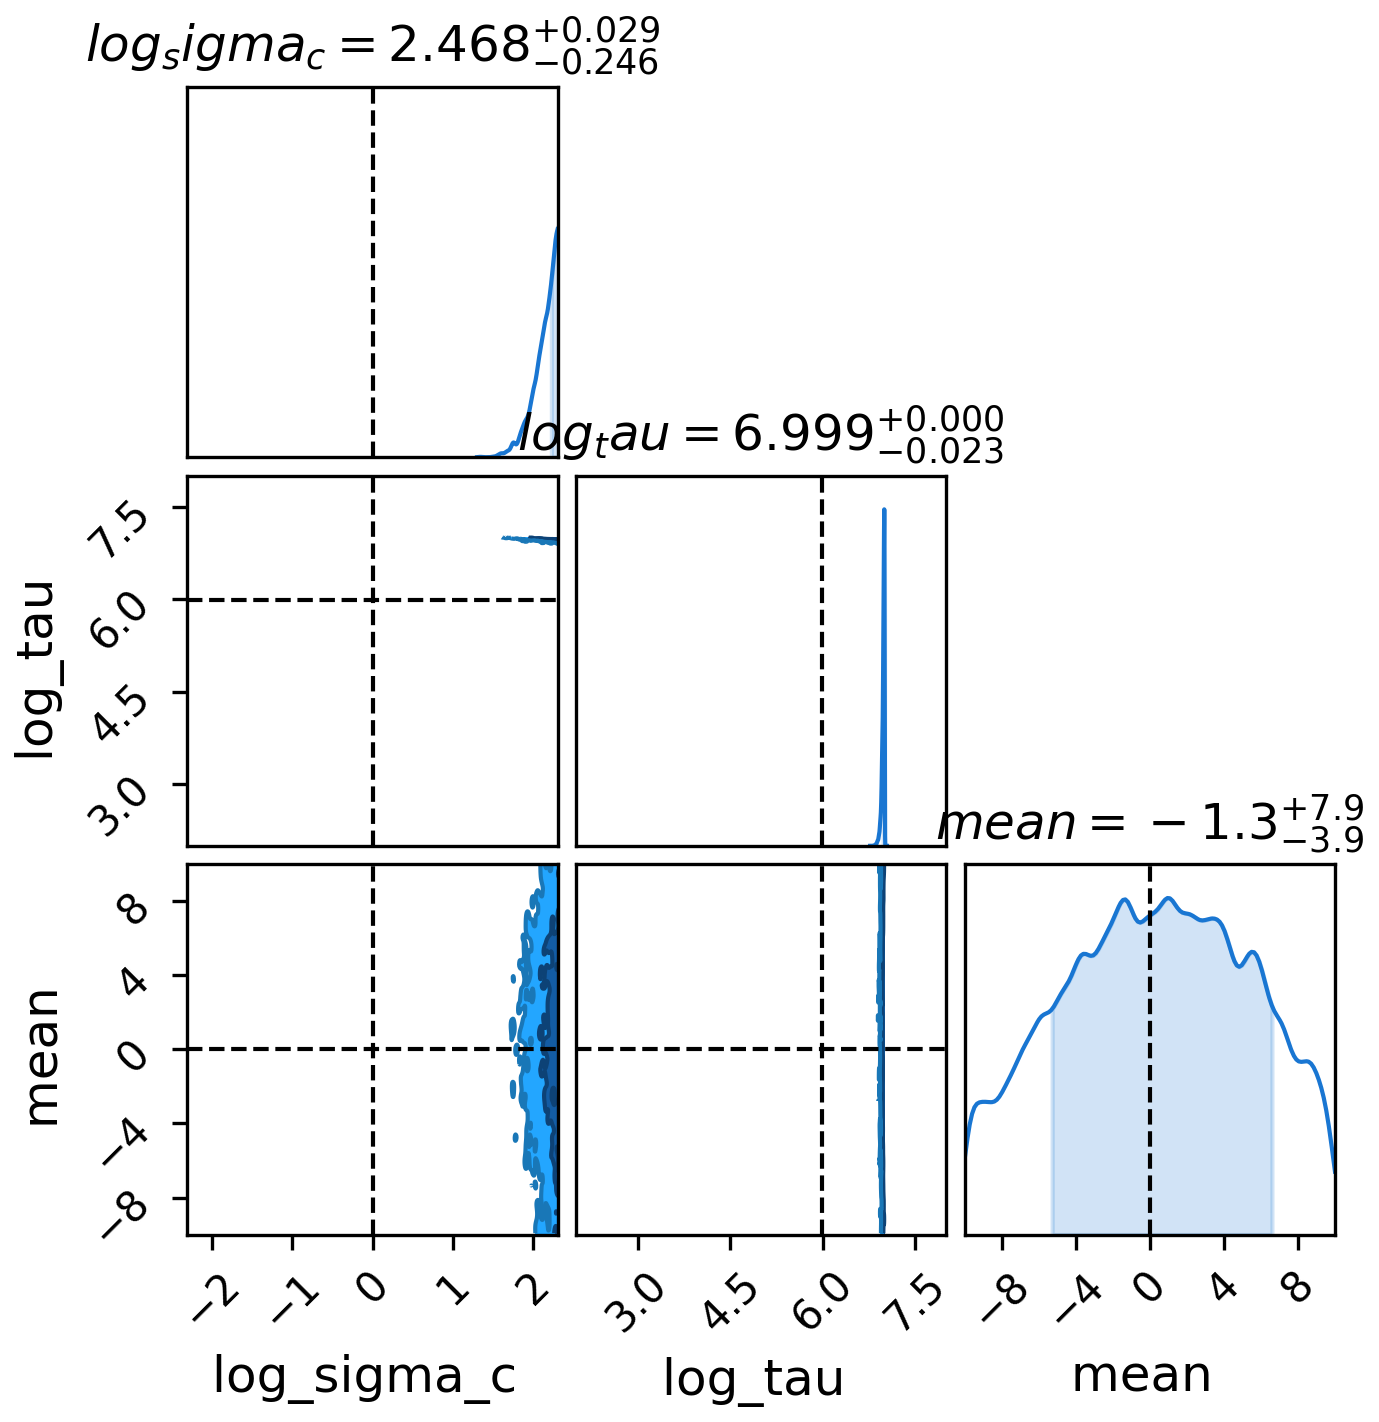 log_sigma_c = 2.468^{+0.029}_{-0.246}
log_tau = 6.999^{+0.000}_{-0.023}
7.5
6.0
4.5
3.0
log_tau
mean = −1.3^{+7.9}_{-3.9}
8
4
0
−4
−8
mean
−2 −1 0 1 2
3.0 4.5 6.0 7.5
−8 −4 0 4 8
log_sigma_c
log_tau
mean